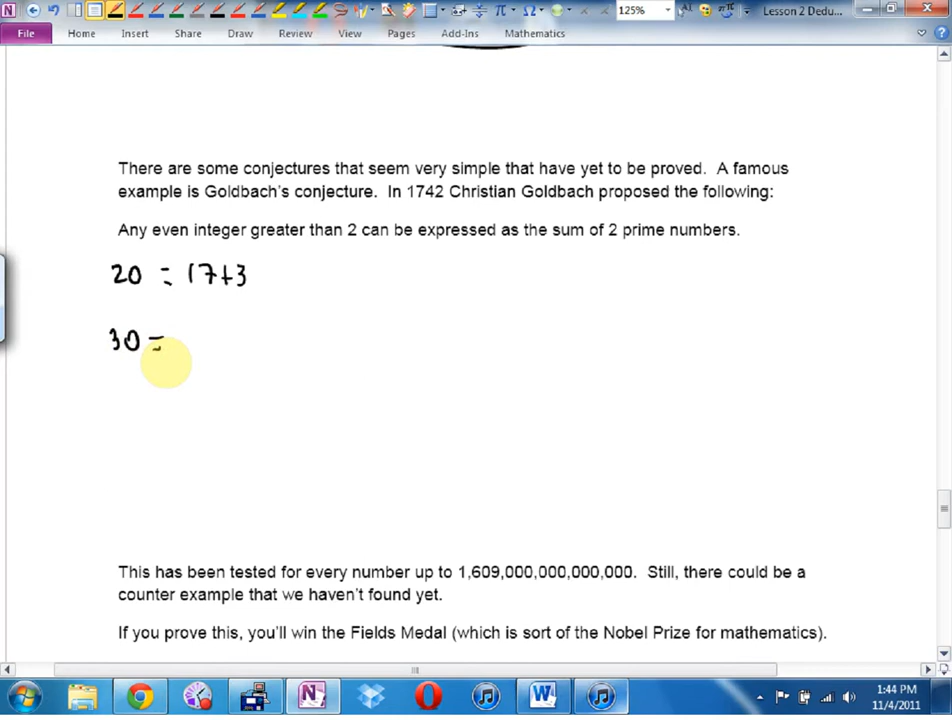 125%
Lesson 2 Dedu...
File Home Insert Share Draw Review View Pages Add-Ins Mathematics
There are some conjectures that seem very simple that have yet to be proved. A famous
example is Goldbach's conjecture. In 1742 Christian Goldbach proposed the following:
Any even integer greater than 2 can be expressed as the sum of 2 prime numbers.
20 = 17+3
30 =
This has been tested for every number up to 1,609,000,000,000,000. Still, there could be a
counter example that we haven't found yet.
If you prove this, you'll win the Fields Medal (which is sort of the Nobel Prize for mathematics).
1:44 PM
11/4/2011